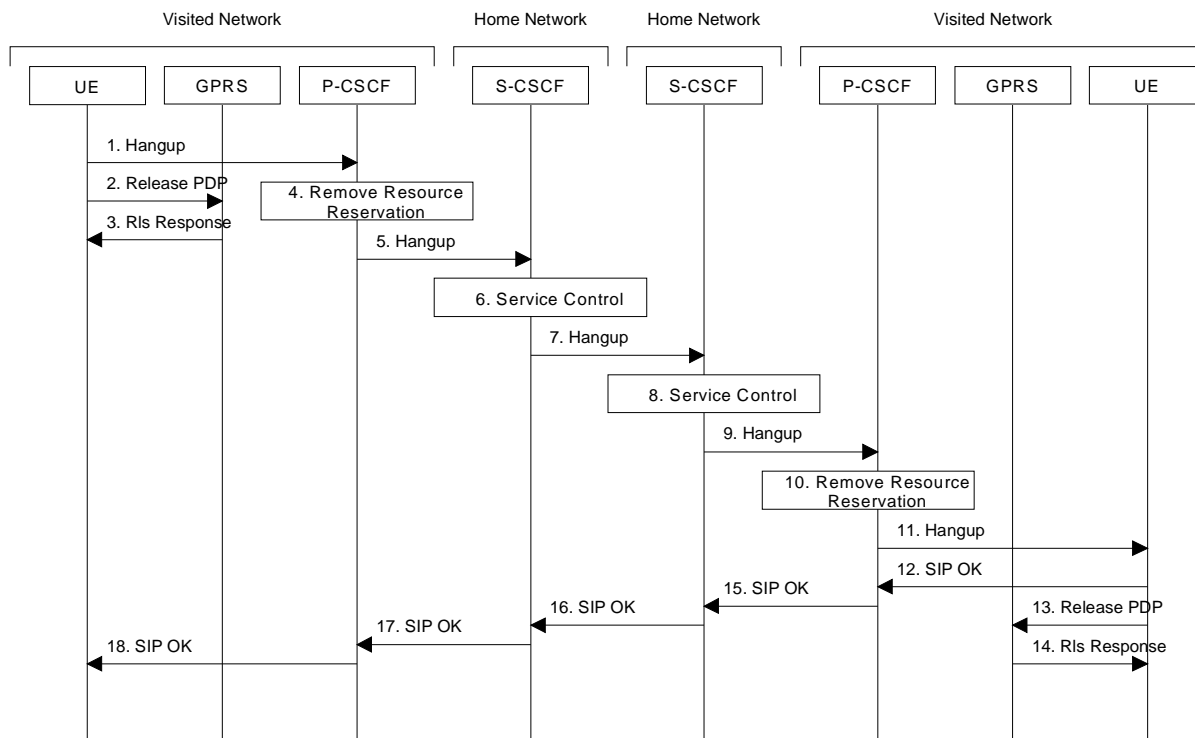 Visited Network
Home Network
Home Network
Visited Network
UE
GPRS
P-CSCF
S-CSCF
S-CSCF
P-CSCF
GPRS
UE
1. Hangup
2. Release PDP
3. Rls Response
4. Remove Resource
Reservation
5. Hangup
6. Service Control
7. Hangup
8. Service Control
9. Hangup
10. Remove Resource
Reservation
11. Hangup
12. SIP OK
13. Release PDP
14. Rls Response
15. SIP OK
16. SIP OK
17. SIP OK
18. SIP OK